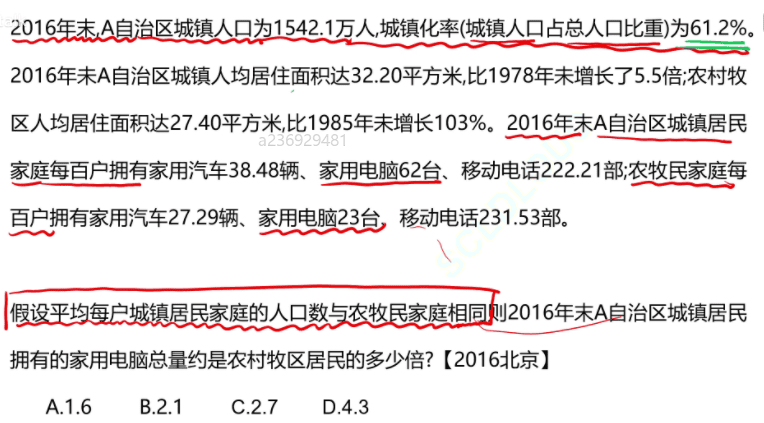 2016年末,A自治区城镇人口为1542.1万人,城镇化率(城镇人口占总人口比重)为61.2%。
2016年末A自治区城镇人均居住面积达32.20平方米,比1978年末增长了5.5倍;农村牧
区人均居住面积达27.40平方米,比1985年末增长103%。2016年末A自治区城镇居民
a236929481
家庭每百户拥有家用汽车38.48辆、家用电脑62台、移动电话222.21部;农牧民家庭每
百户拥有家用汽车27.29辆、家用电脑23台、移动电话231.53部。
假设平均每户城镇居民家庭的人口数与农牧民家庭相同则2016年末A自治区城镇居民
拥有的家用电脑总量约是农村牧区居民的多少倍?【2016北京】
A.1.6 B.2.1 C.2.7 D.4.3